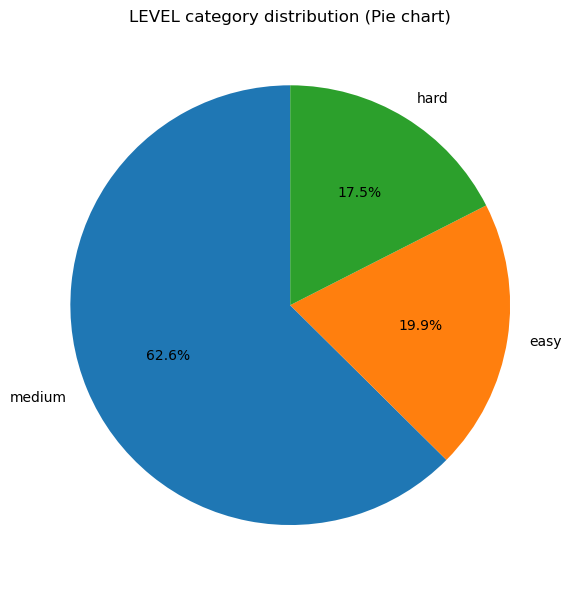 LEVEL category distribution (Pie chart)
hard
17.5%
19.9%
easy
62.6%
medium